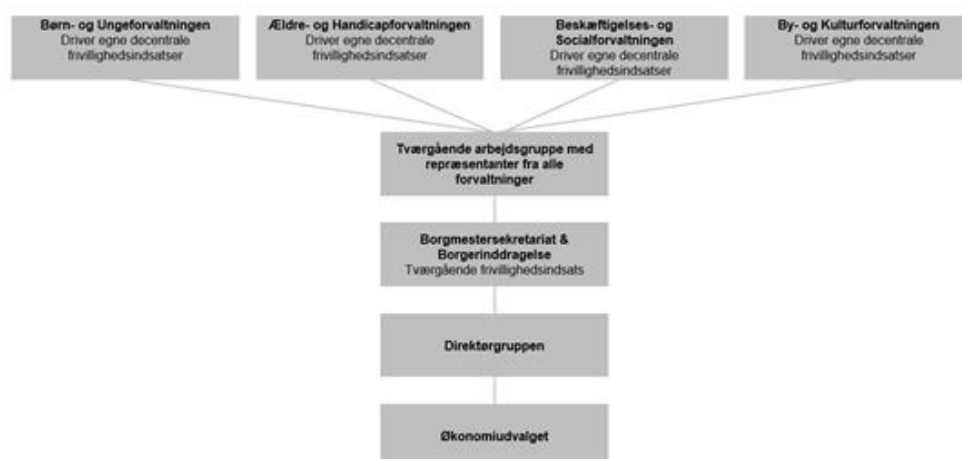 Børn- og Ungeforvaltningen
Driver egne decentrale
frivillighedsindsatser
Ældre- og Handicapforvaltningen
Driver egne decentrale
frivillighedsindsatser
Beskæftigelses- og
Socialforvaltningen
Driver egne decentrale
frivillighedsindsatser
By- og Kulturforvaltningen
Driver egne decentrale
frivillighedsindsatser
Tværgående arbejdsgruppe med
repræsentanter fra alle
forvaltninger
Borgmestersekretariat &
Borgerinddragelse
Tværgående frivillighedsindsats
Direktørgruppen
Økonomiudvalget